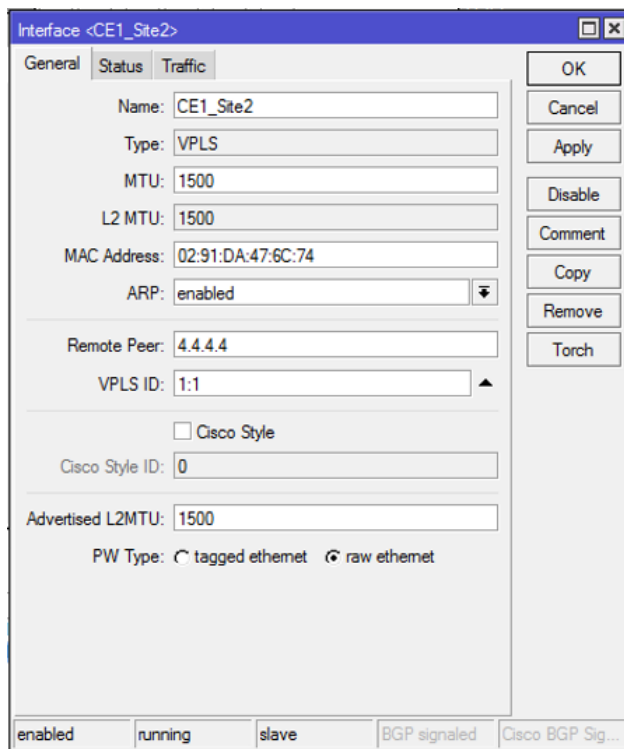 Interface <CE1_Site2>
General Status Traffic
Name: CE1_Site2
Type: VPLS
MTU: 1500
L2 MTU: 1500
MAC Address: 02:91:DA:47:6C:74
ARP: enabled
Remote Peer: 4.4.4.4
VPLS ID: 1:1
Cisco Style
Cisco Style ID: 0
Advertised L2MTU: 1500
PW Type: tagged ethernet raw ethernet
OK
Cancel
Apply
Disable
Comment
Copy
Remove
Torch
enabled running slave BGP signaled Cisco BGP Sig...